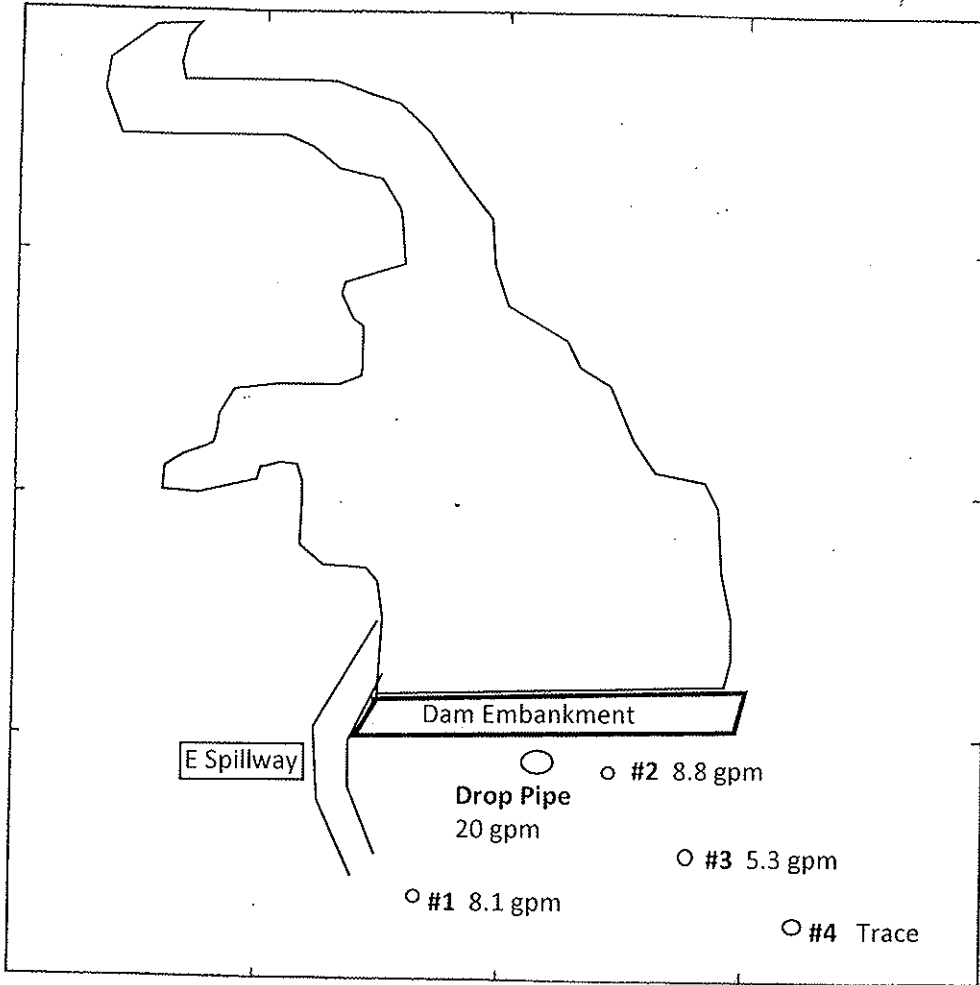 Dam Embankment
E Spillway
#2 8.8 gpm
Drop Pipe
20 gpm
#3 5.3 gpm
#1 8.1 gpm
#4 Trace